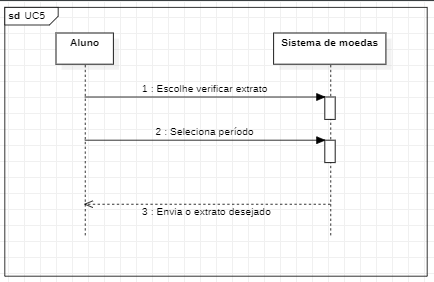 sd UC5
Aluno
Sistema de moedas
1 : Escolhe verificar extrato
2 : Seleciona período
3 : Envia o extrato desejado